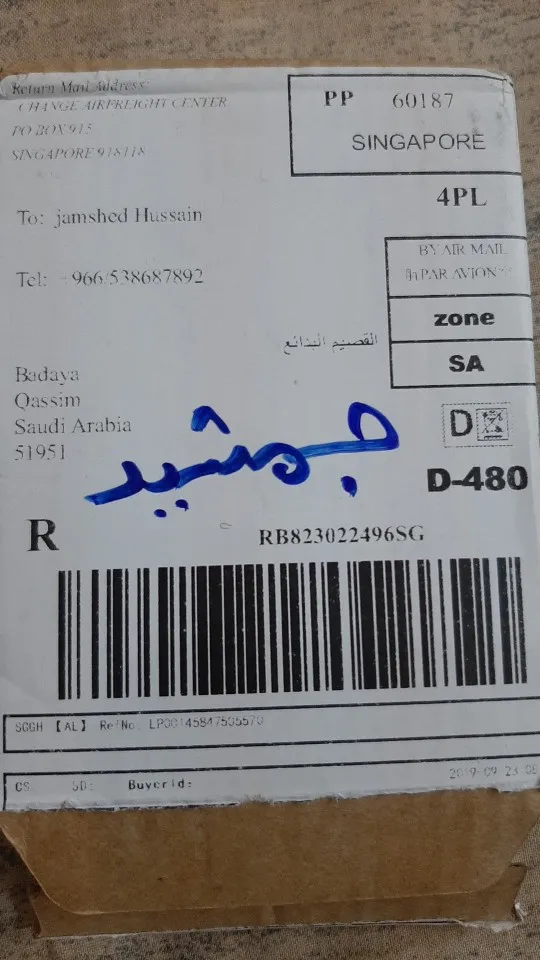 Return Mail Address:
CHANGE AIRFREIGHT CENTER
PO BOX 915
SINGAPORE 918118
PP 60187
SINGAPORE
4PL
To: jamshed Hussain
BY AIR MAIL
PAR AVION
Tel: +966/538687892
zone
القصيم البدائع
SA
Badaya
Qassim
Saudi Arabia
51951
D
جمشید
D-480
R
RB823022496SG
SGGH 【AL】 RefNo: LP00145847505570
CS SD: BuyerId:
2019-09-23